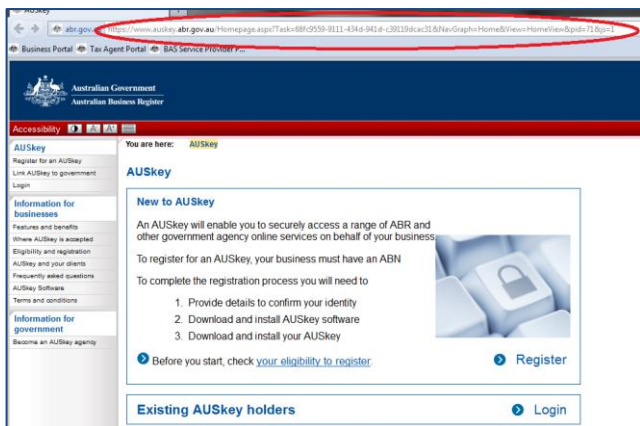 AUSkey
abr.gov.au https://www.auskey.abr.gov.au/Homepage.aspx?Task=
&NavGraph=Home&View=HomeView&pid=71&js=1
Business Portal Tax Agent Portal BAS Service Provider P...
Australian Government
Australian Business Register
Accessibility A A
AUSkey
Register for an AUSkey
Link AUSkey to government
Login
Information for
businesses
Features and benefits
Where AUSkey is accepted
Eligibility and registration
AUSkey and your clients
Frequently asked questions
AUSkey Software
Terms and conditions
Information for
government
Become an AUSkey agency
You are here: AUSkey
AUSkey
New to AUSkey
An AUSkey will enable you to securely access a range of ABR and
other government agency online services on behalf of your business.
To register for an AUSkey, your business must have an ABN
To complete the registration process you will need to
1. Provide details to confirm your identity
2. Download and install AUSkey software
3. Download and install your AUSkey
Before you start, check your eligibility to register.
Register
Existing AUSkey holders
Login